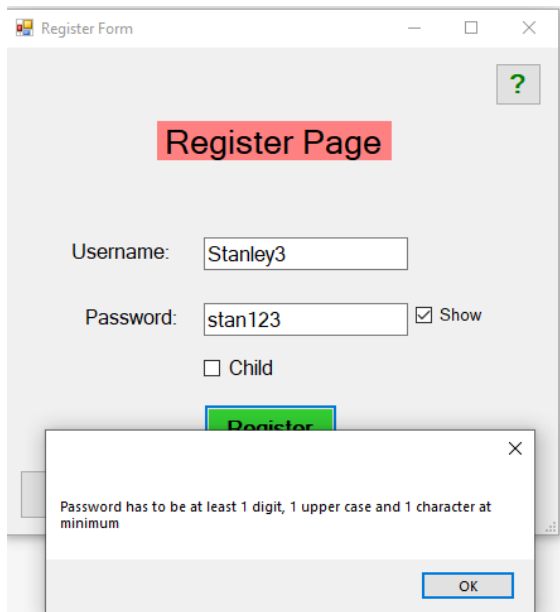 Register Form
?
Register Page
Username: Stanley3
Password: stan123 Show
Child
Register
Password has to be at least 1 digit, 1 upper case and 1 character at
minimum
OK